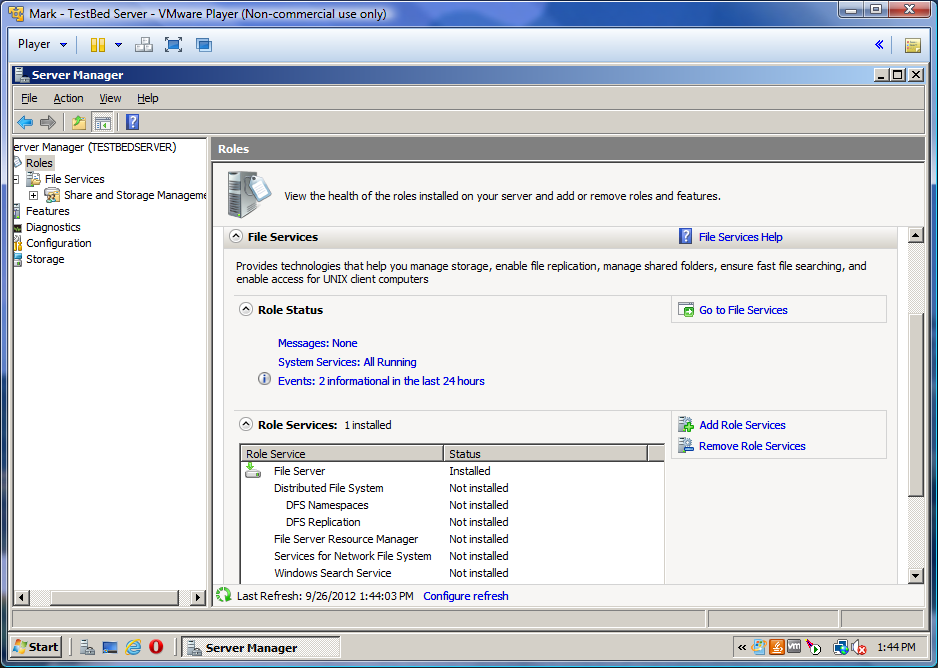 Mark - TestBed Server - VMware Player (Non-commercial use only)
Player
Server Manager
File Action View Help
erver Manager (TESTBEDSERVER)
Roles
File Services
Share and Storage Manageme
Features
Diagnostics
Configuration
Storage
Roles
View the health of the roles installed on your server and add or remove roles and features.
File Services
File Services Help
Provides technologies that help you manage storage, enable file replication, manage shared folders, ensure fast file searching, and
enable access for UNIX client computers
Role Status
Go to File Services
Messages: None
System Services: All Running
Events: 2 informational in the last 24 hours
Role Services: 1 installed
Add Role Services
Remove Role Services
Role Service Status
File Server Installed
Distributed File System Not installed
DFS Namespaces Not installed
DFS Replication Not installed
File Server Resource Manager Not installed
Services for Network File System Not installed
Windows Search Service Not installed
Last Refresh: 9/26/2012 1:44:03 PM Configure refresh
Start
Server Manager
1:44 PM